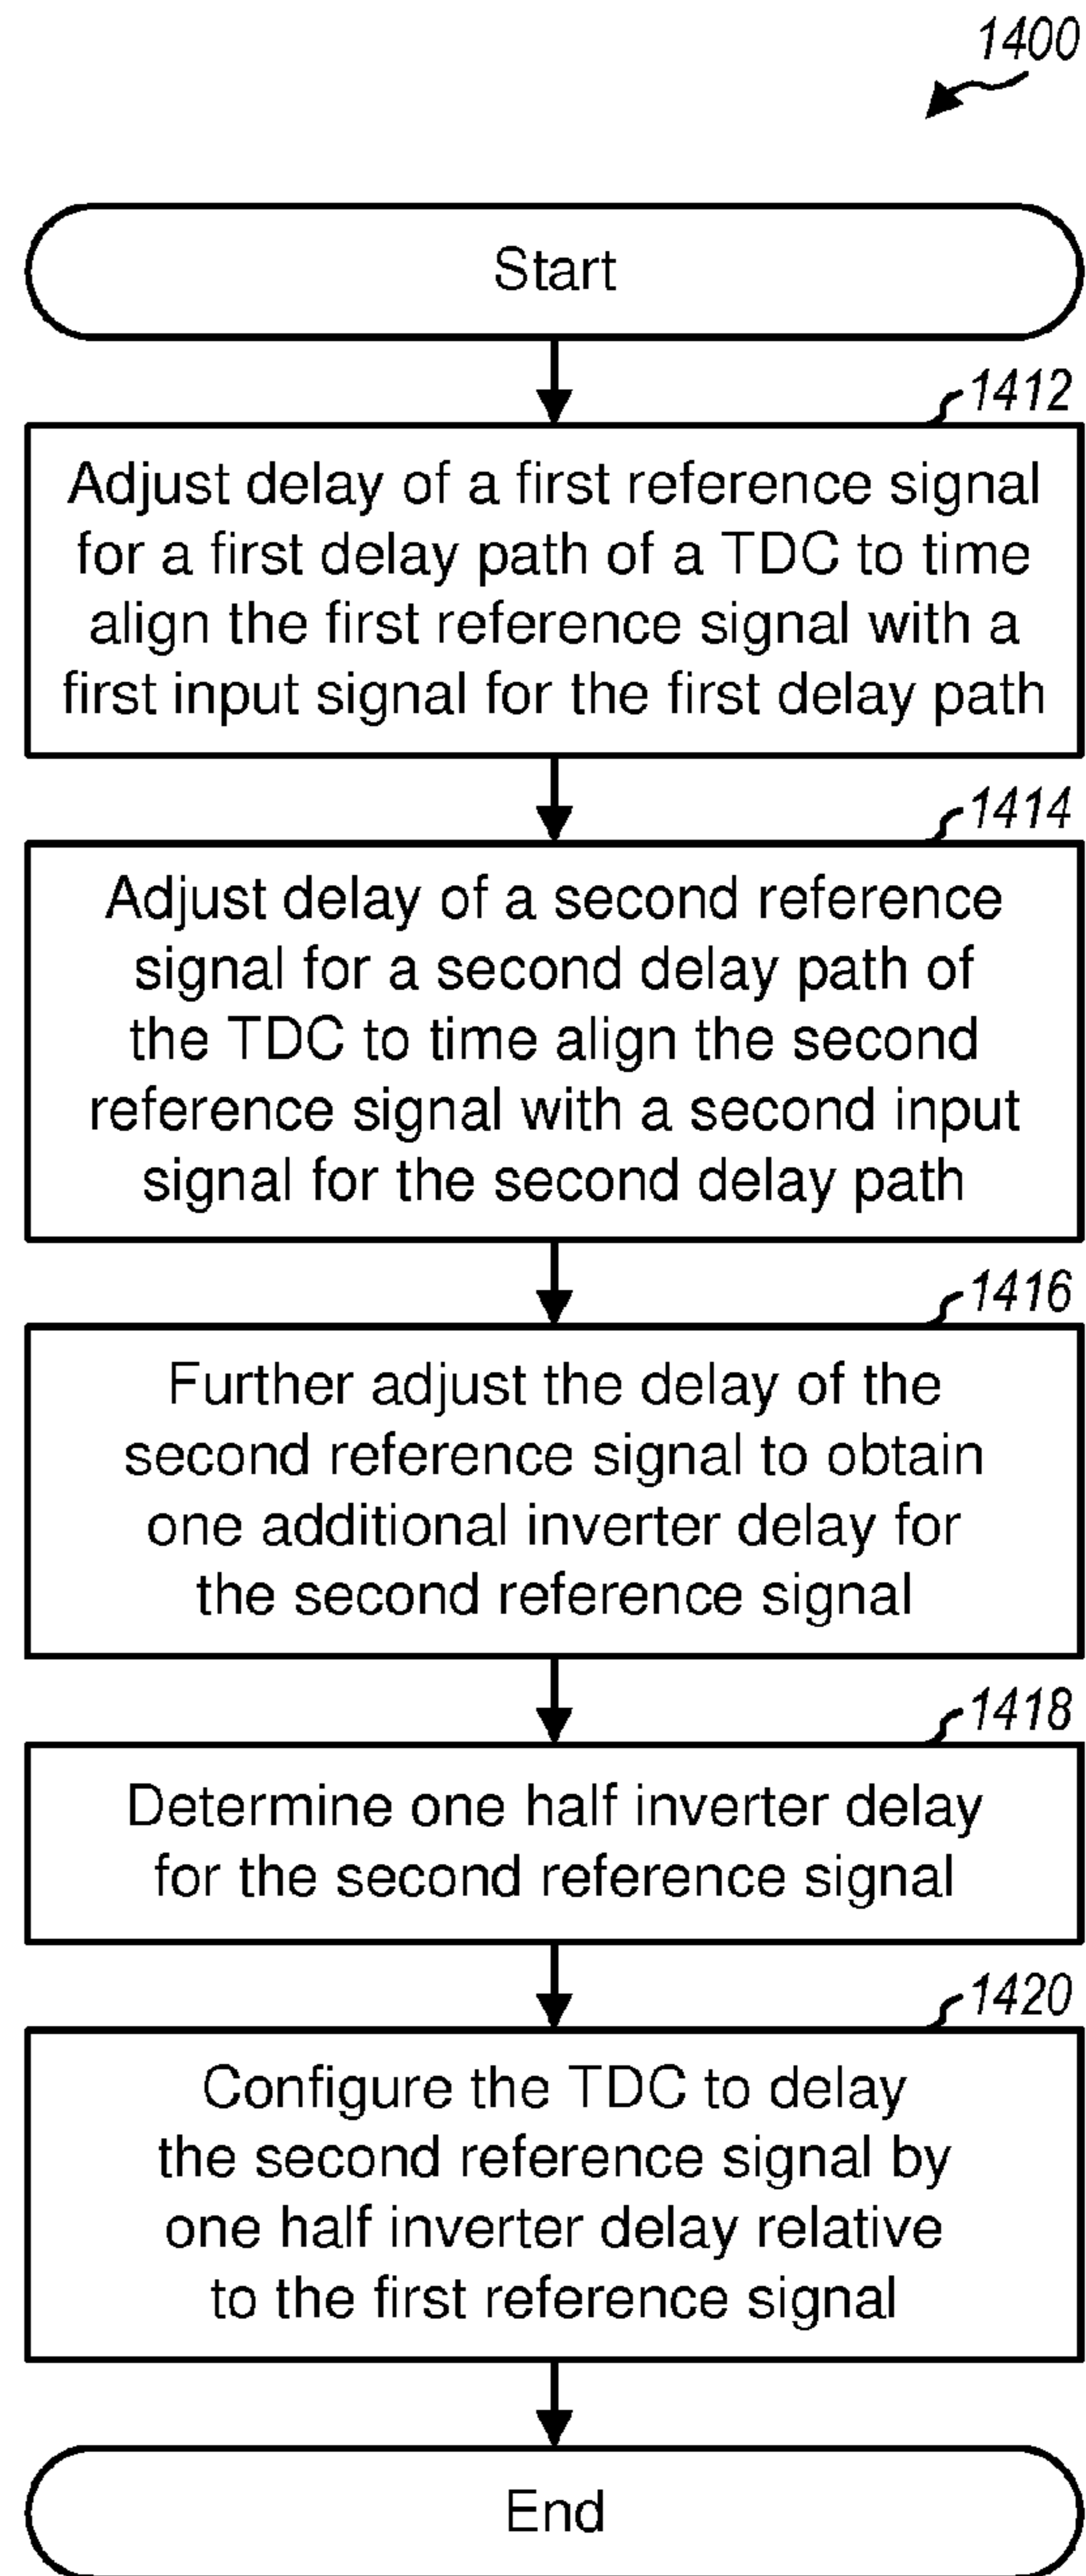 1400
Start
1412
Adjust delay of a first reference signal
for a first delay path of a TDC to time
align the first reference signal with a
first input signal for the first delay path
1414
Adjust delay of a second reference
signal for a second delay path of
the TDC to time align the second
reference signal with a second input
signal for the second delay path
1416
Further adjust the delay of the
second reference signal to obtain
one additional inverter delay for
the second reference signal
1418
Determine one half inverter delay
for the second reference signal
1420
Configure the TDC to delay
the second reference signal by
one half inverter delay relative
to the first reference signal
End